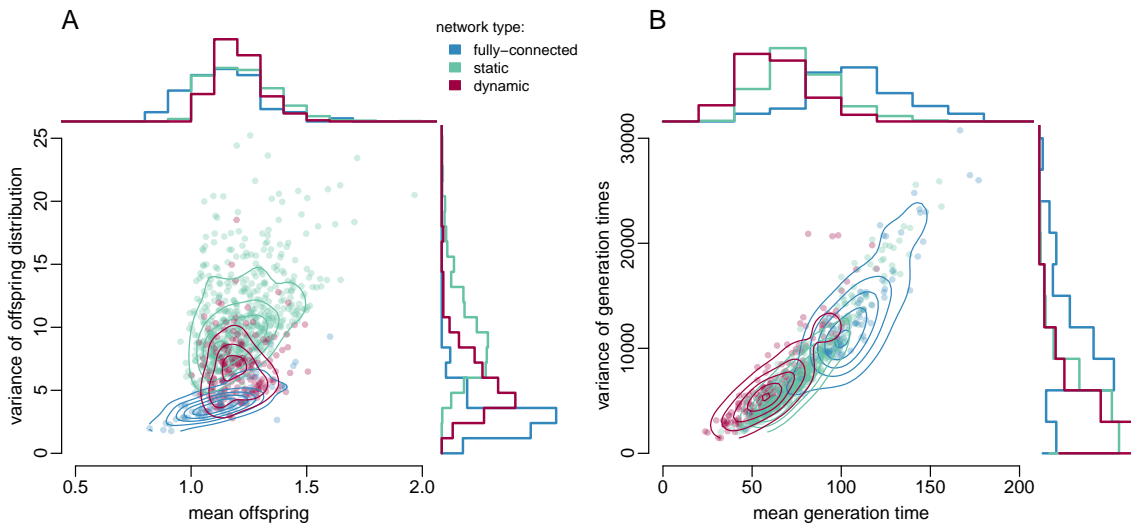 A
network type:
fully−connected
static
dynamic
variance of offspring distribution
0
5
10
15
20
25
0.5
1.0
1.5
2.0
mean offspring
B
variance of generation times
0
10000
20000
30000
0
50
100
150
200
mean generation time